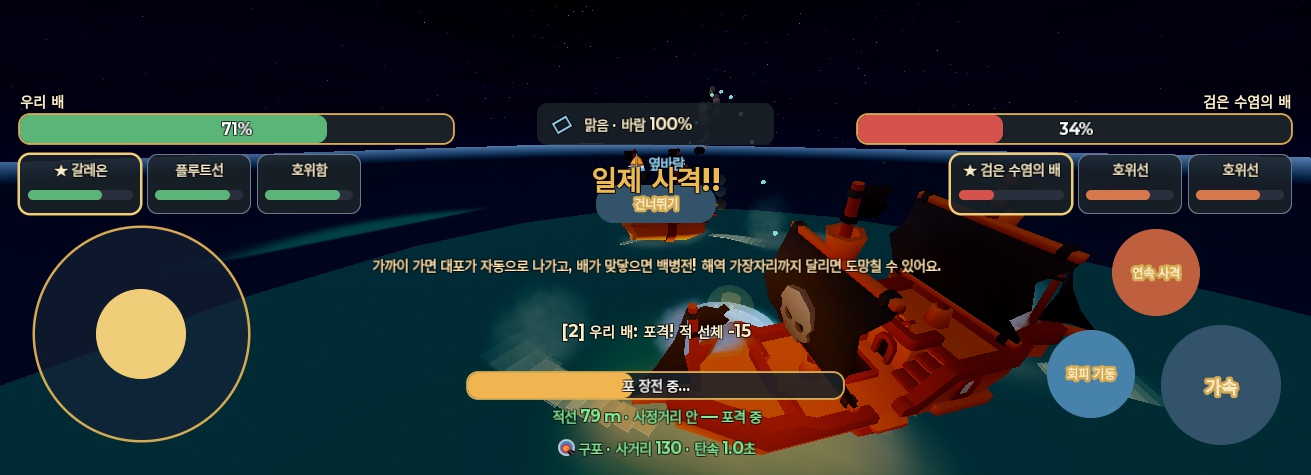 우리 배
검은 수염의 배
71%
맑음 · 바람 100%
34%
★ 갤레온
플루트선
호위함
옆바람
일제 사격!!
건너뛰기
★ 검은 수염의 배
호위선
호위선
가까이 가면 대포가 자동으로 나가고, 배가 맞닿으면 백병전! 해역 가장자리까지 달리면 도망칠 수 있어요.
연속 사격
[2] 우리 배: 포격! 적 선체 -15
회피 기동
가속
포 장전 중...
적선 79 m · 사정거리 안 — 포격 중
구포 · 사거리 130 · 탄속 1.0초